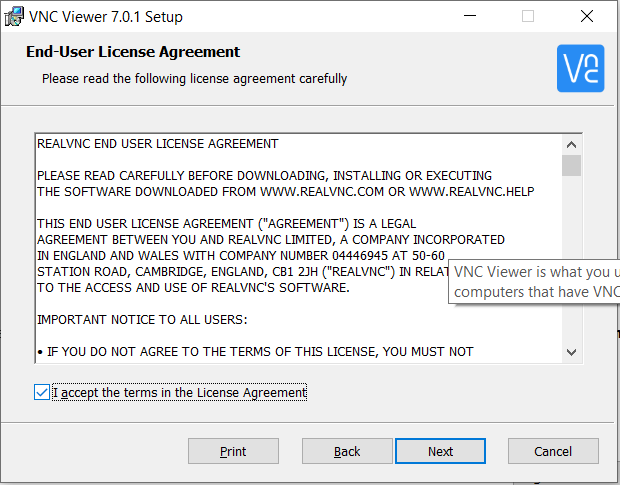 VNC Viewer 7.0.1 Setup
End-User License Agreement
Please read the following license agreement carefully
VNC
REALVNC END USER LICENSE AGREEMENT
PLEASE READ CAREFULLY BEFORE DOWNLOADING, INSTALLING OR EXECUTING
THE SOFTWARE DOWNLOADED FROM WWW.REALVNC.COM OR WWW.REALVNC.HELP
THIS END USER LICENSE AGREEMENT ("AGREEMENT") IS A LEGAL
AGREEMENT BETWEEN YOU AND REALVNC LIMITED, A COMPANY INCORPORATED
IN ENGLAND AND WALES WITH COMPANY NUMBER 04446945 AT 50-60
STATION ROAD, CAMBRIDGE, ENGLAND, CB1 2JH ("REALVNC") IN RELAT
TO THE ACCESS AND USE OF REALVNC'S SOFTWARE.
VNC Viewer is what you u
computers that have VNC
IMPORTANT NOTICE TO ALL USERS:
• IF YOU DO NOT AGREE TO THE TERMS OF THIS LICENSE, YOU MUST NOT
I accept the terms in the License Agreement
Print
Back
Next
Cancel